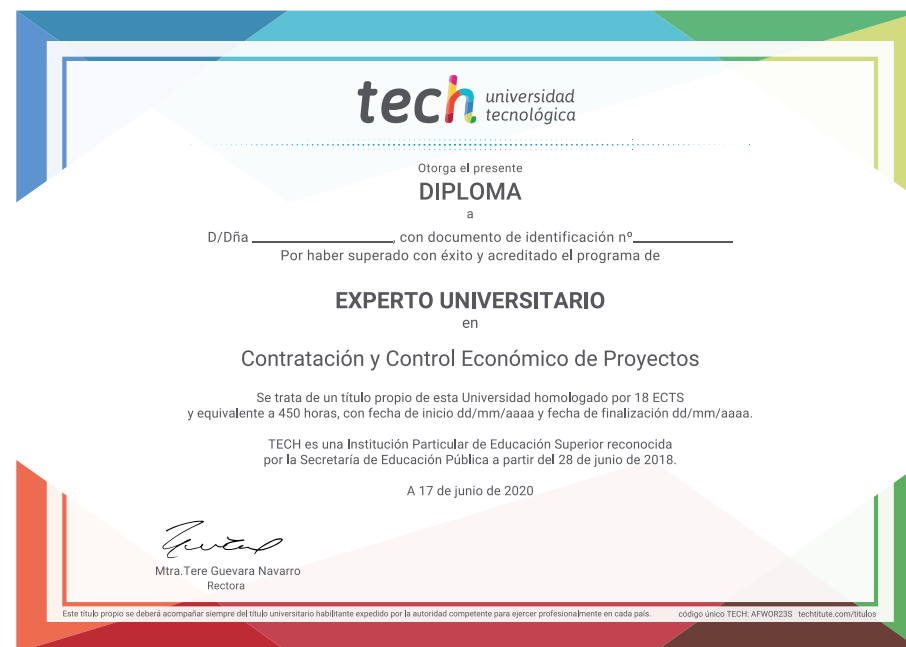 tech universidad
tecnológica
Otorga el presente
DIPLOMA
a
D/Dña ____________, con documento de identificación nº____________
Por haber superado con éxito y acreditado el programa de
EXPERTO UNIVERSITARIO
en
Contratación y Control Económico de Proyectos
Se trata de un título propio de esta Universidad homologado por 18 ECTS
y equivalente a 450 horas, con fecha de inicio dd/mm/aaaa y fecha de finalización dd/mm/aaaa.
TECH es una Institución Particular de Educación Superior reconocida
por la Secretaría de Educación Pública a partir del 28 de junio de 2018.
A 17 de junio de 2020
Mtra.Tere Guevara Navarro
Rectora
Este título propio se deberá acompañar siempre del título universitario habilitante expedido por la autoridad competente para ejercer profesionalmente en cada país. código único TECH: AFWOR23S techtitute.com/titulos